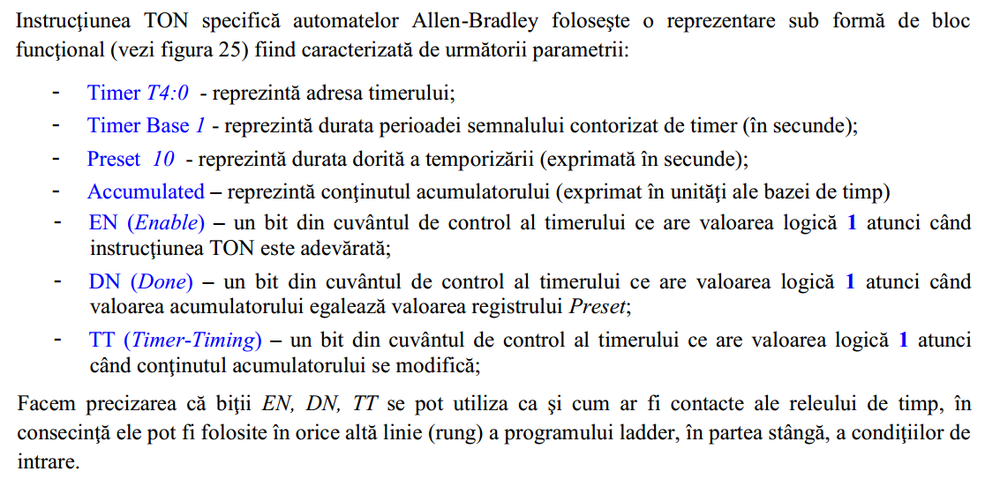 Instrucţiunea TON specifică automatelor Allen-Bradley foloseşte o reprezentare sub formă de bloc
funcţional (vezi figura 25) fiind caracterizată de următorii parametrii:
- Timer T4:0 - reprezintă adresa timerului;
- Timer Base 1 - reprezintă durata perioadei semnalului contorizat de timer (în secunde);
- Preset 10 - reprezintă durata dorită a temporizării (exprimată în secunde);
- Accumulated – reprezintă conţinutul acumulatorului (exprimat în unităţi ale bazei de timp)
- EN (Enable) – un bit din cuvântul de control al timerului ce are valoarea logică 1 atunci când
instrucţiunea TON este adevărată;
- DN (Done) – un bit din cuvântul de control al timerului ce are valoarea logică 1 atunci când
valoarea acumulatorului egalează valoarea registrului Preset;
- TT (Timer-Timing) – un bit din cuvântul de control al timerului ce are valoarea logică 1 atunci
când conţinutul acumulatorului se modifică;
Facem precizarea că biţii EN, DN, TT se pot utiliza ca şi cum ar fi contacte ale releului de timp, în
consecinţă ele pot fi folosite în orice altă linie (rung) a programului ladder, în partea stângă, a condiţiilor de
intrare.